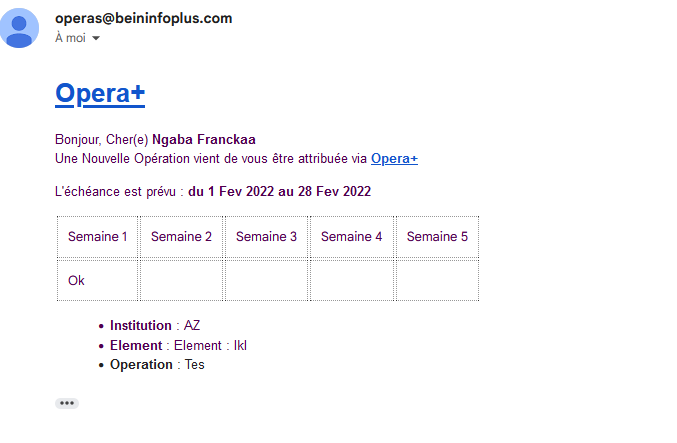 operas@beininfoplus.com
À moi
Opera+
Bonjour, Cher(e) Ngaba Franckaa
Une Nouvelle Opération vient de vous être attribuée via Opera+
L'échéance est prévu : du 1 Fev 2022 au 28 Fev 2022
Semaine 1 Semaine 2 Semaine 3 Semaine 4 Semaine 5
Ok
• Institution : AZ
• Element : Element : lkl
• Operation : Tes